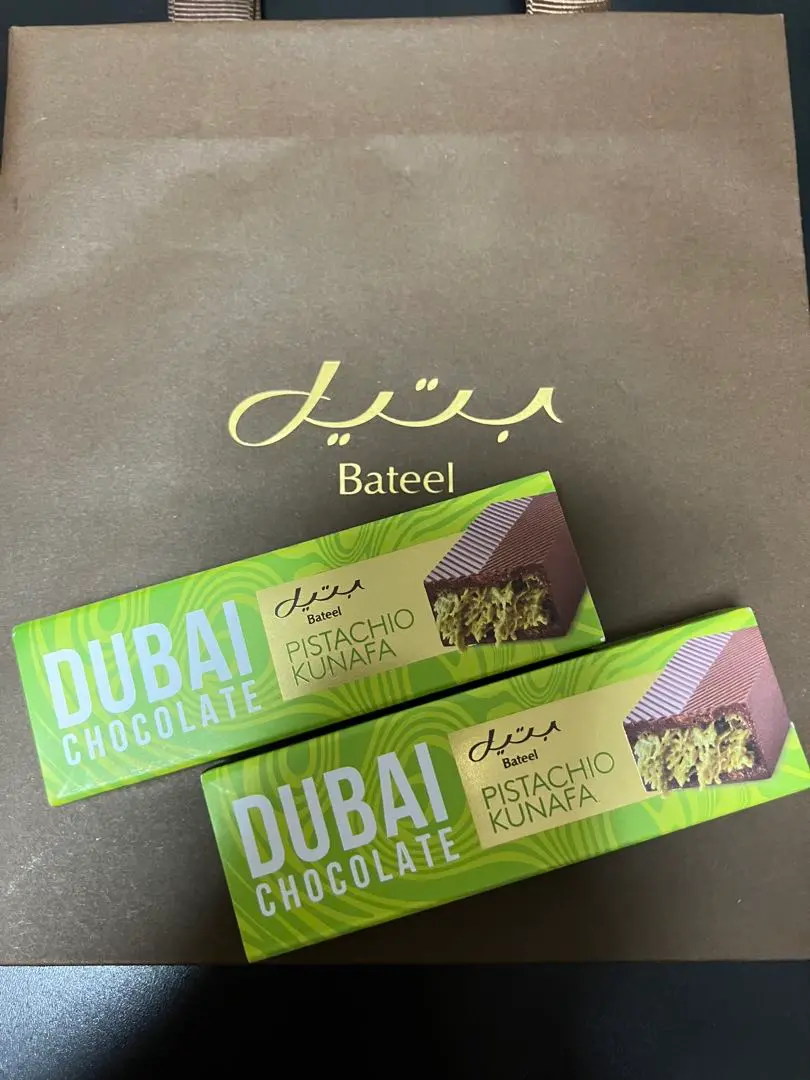 بتيل
Bateel
DUBAI
CHOCOLATE
بتيل
Bateel
PISTACHIO
KUNAFA
DUBAI
CHOCOLATE
بتيل
Bateel
PISTACHIO
KUNAFA